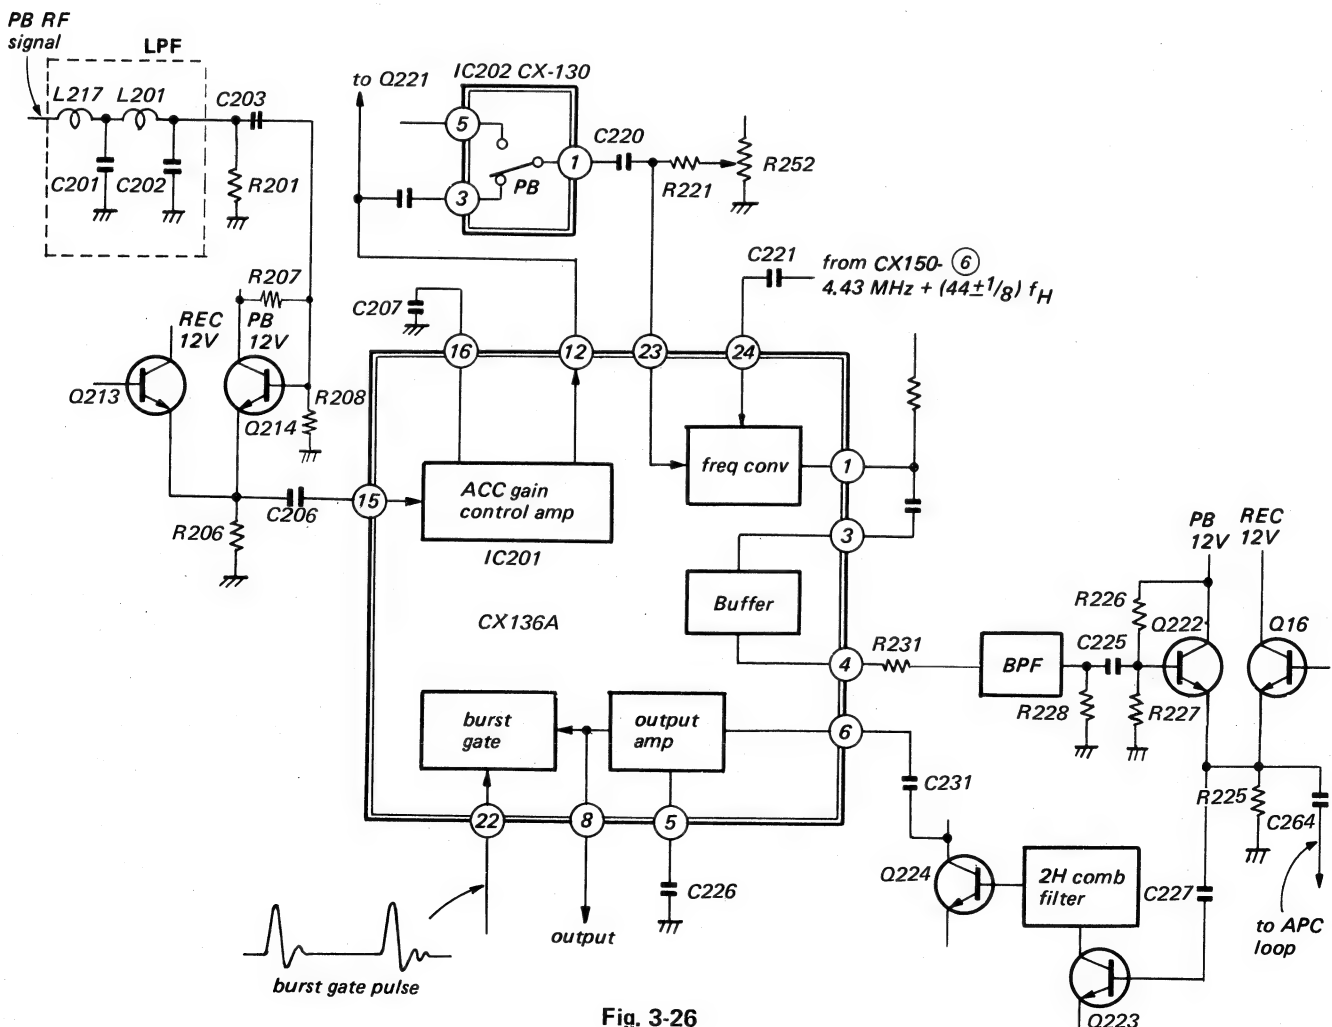 PB RF
signal
LPF
L217
L201
C203
C201
C202
R201
to Q221
IC202 CX-130
5
3
PB
1
C220
R221
R252
C221
from CX150- 6
4.43 MHz + (44±1/8) fH
R207
REC
12V
PB
12V
Q213
Q214
R208
R206
C206
C207
16
12
23
24
15
ACC gain
control amp
IC201
CX136A
freq conv
1
3
Buffer
4
R231
BPF
C225
R228
R226
R227
PB
12V
REC
12V
Q222
Q16
burst
gate
output
amp
6
22
8
5
C231
C226
output
burst gate pulse
Q224
2H comb
filter
C227
R225
C264
to APC
loop
Q223
Fig. 3-26